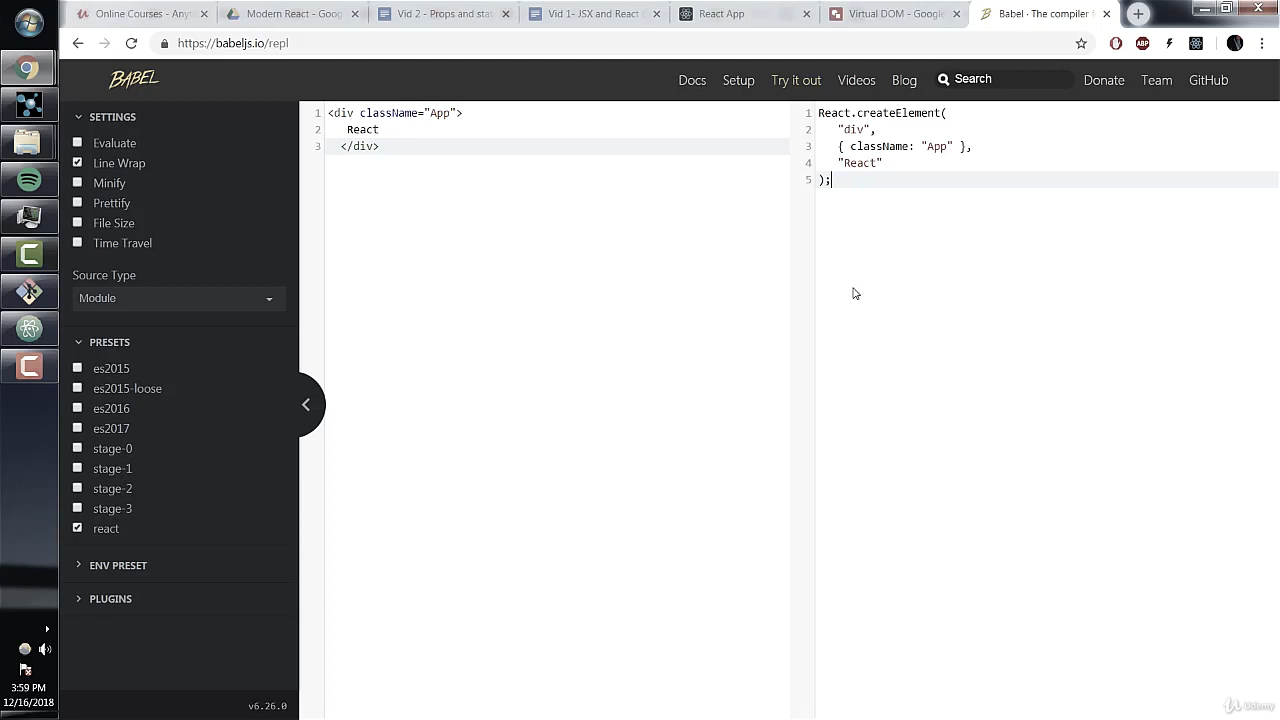 Online Courses - Any
Modern React - Goog
Vid 2 - Props and stat
Vid 1- JSX and React
React App
Virtual DOM - Google
Babel · The compiler f
https://babeljs.io/repl
BABEL
Docs
Setup
Try it out
Videos
Blog
Search
Donate
Team
GitHub
SETTINGS
Evaluate
Line Wrap
Minify
Prettify
File Size
Time Travel
Source Type
Module
PRESETS
es2015
es2015-loose
es2016
es2017
stage-0
stage-1
stage-2
stage-3
react
ENV PRESET
PLUGINS
v6.26.0
1 <div className="App">
2 React
3 </div>
1 React.createElement(
2 "div",
3 { className: "App" },
4 "React"
5 );
ABP
3:59 PM
12/16/2018
Udemy